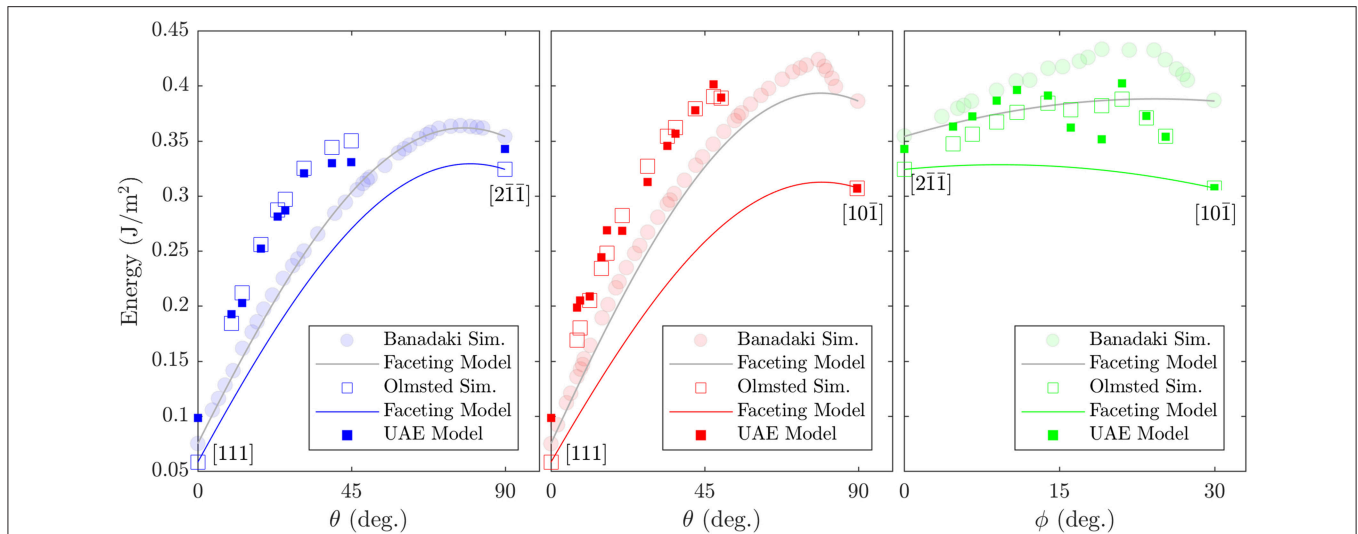 0.45
0.4
0.35
0.3
0.25
0.2
0.15
0.1
0.05
Energy (J/m²)
[111]
[2̄1̄1̄]
Banadaki Sim.
Faceting Model
Olmsted Sim.
Faceting Model
UAE Model
0 45 90
θ (deg.)
[111]
[101̄]
Banadaki Sim.
Faceting Model
Olmsted Sim.
Faceting Model
UAE Model
0 45 90
θ (deg.)
[21̄1̄]
[101̄]
Banadaki Sim.
Faceting Model
Olmsted Sim.
Faceting Model
UAE Model
0 15 30
ϕ (deg.)